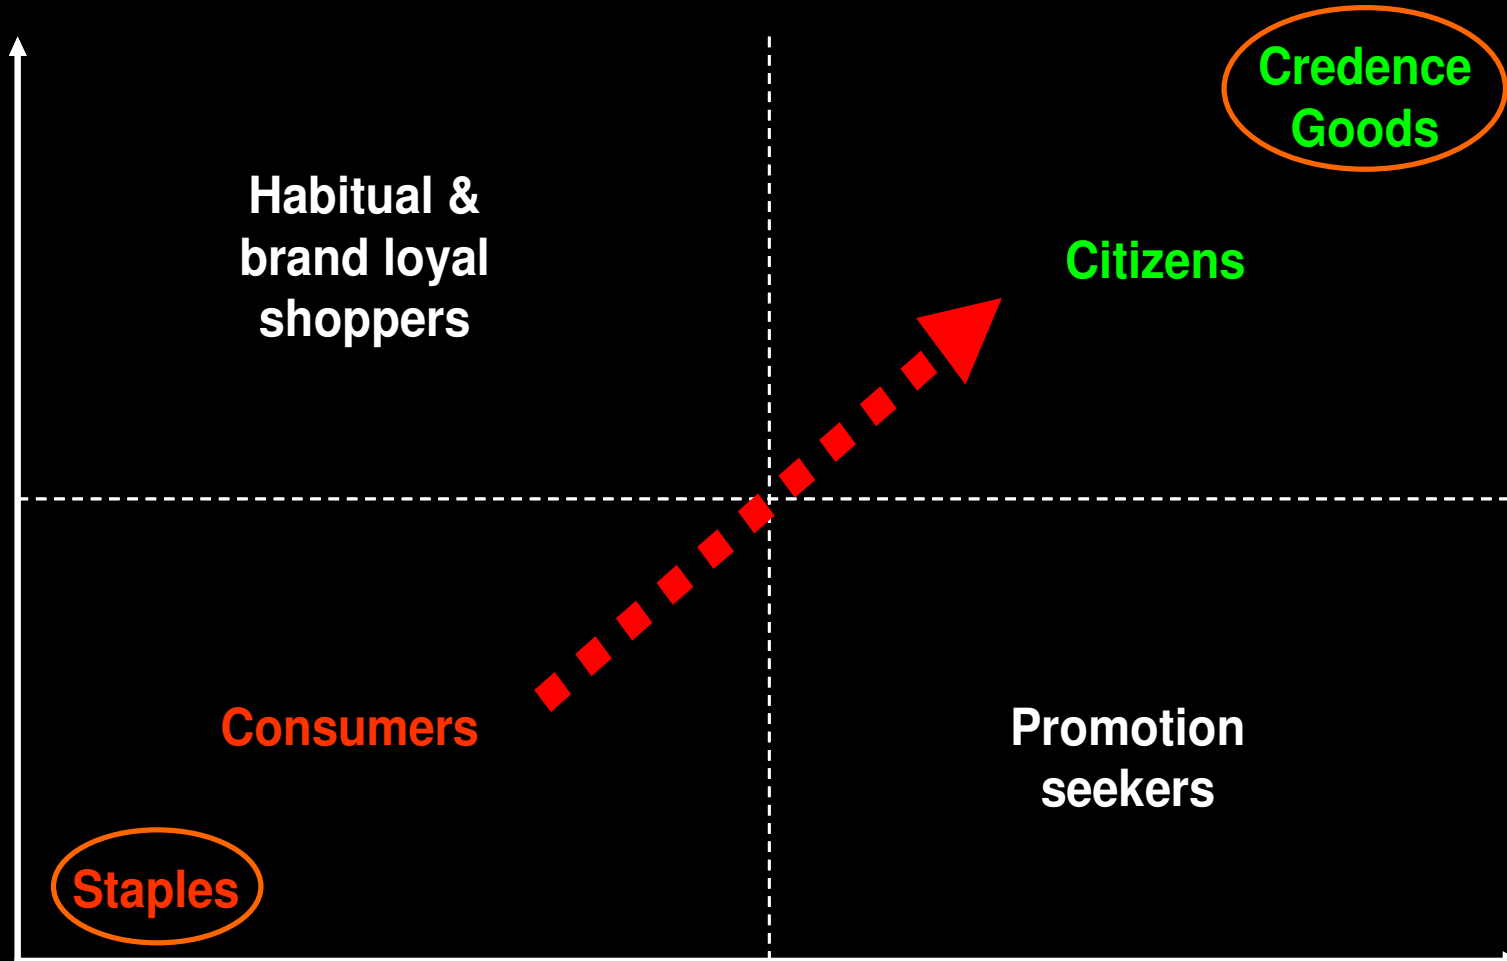 Credence
Goods
Habitual &
brand loyal
shoppers
Citizens
Consumers
Promotion
seekers
Staples